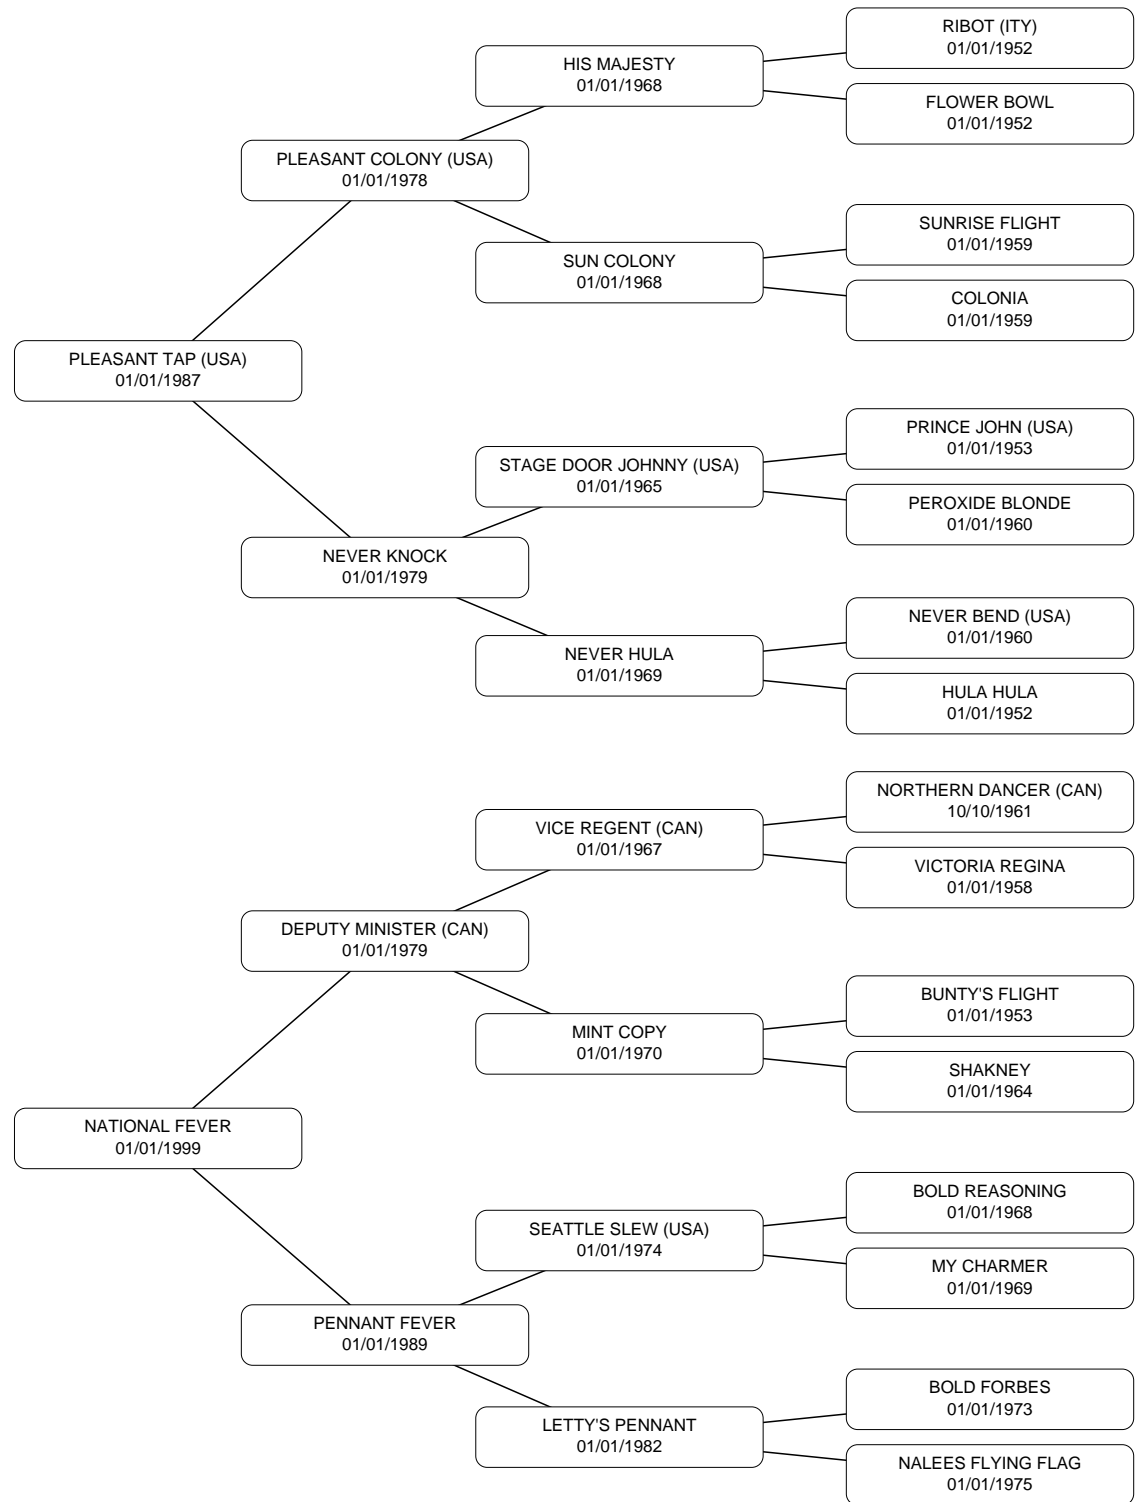 RIBOT (ITY)
01/01/1952
HIS MAJESTY
01/01/1968
FLOWER BOWL
01/01/1952
PLEASANT COLONY (USA)
01/01/1978
SUNRISE FLIGHT
01/01/1959
SUN COLONY
01/01/1968
COLONIA
01/01/1959
PLEASANT TAP (USA)
01/01/1987
PRINCE JOHN (USA)
01/01/1953
STAGE DOOR JOHNNY (USA)
01/01/1965
PEROXIDE BLONDE
01/01/1960
NEVER KNOCK
01/01/1979
NEVER BEND (USA)
01/01/1960
NEVER HULA
01/01/1969
HULA HULA
01/01/1952
NORTHERN DANCER (CAN)
10/10/1961
VICE REGENT (CAN)
01/01/1967
VICTORIA REGINA
01/01/1958
DEPUTY MINISTER (CAN)
01/01/1979
BUNTY'S FLIGHT
01/01/1953
MINT COPY
01/01/1970
SHAKNEY
01/01/1964
NATIONAL FEVER
01/01/1999
BOLD REASONING
01/01/1968
SEATTLE SLEW (USA)
01/01/1974
MY CHARMER
01/01/1969
PENNANT FEVER
01/01/1989
BOLD FORBES
01/01/1973
LETTY'S PENNANT
01/01/1982
NALEES FLYING FLAG
01/01/1975